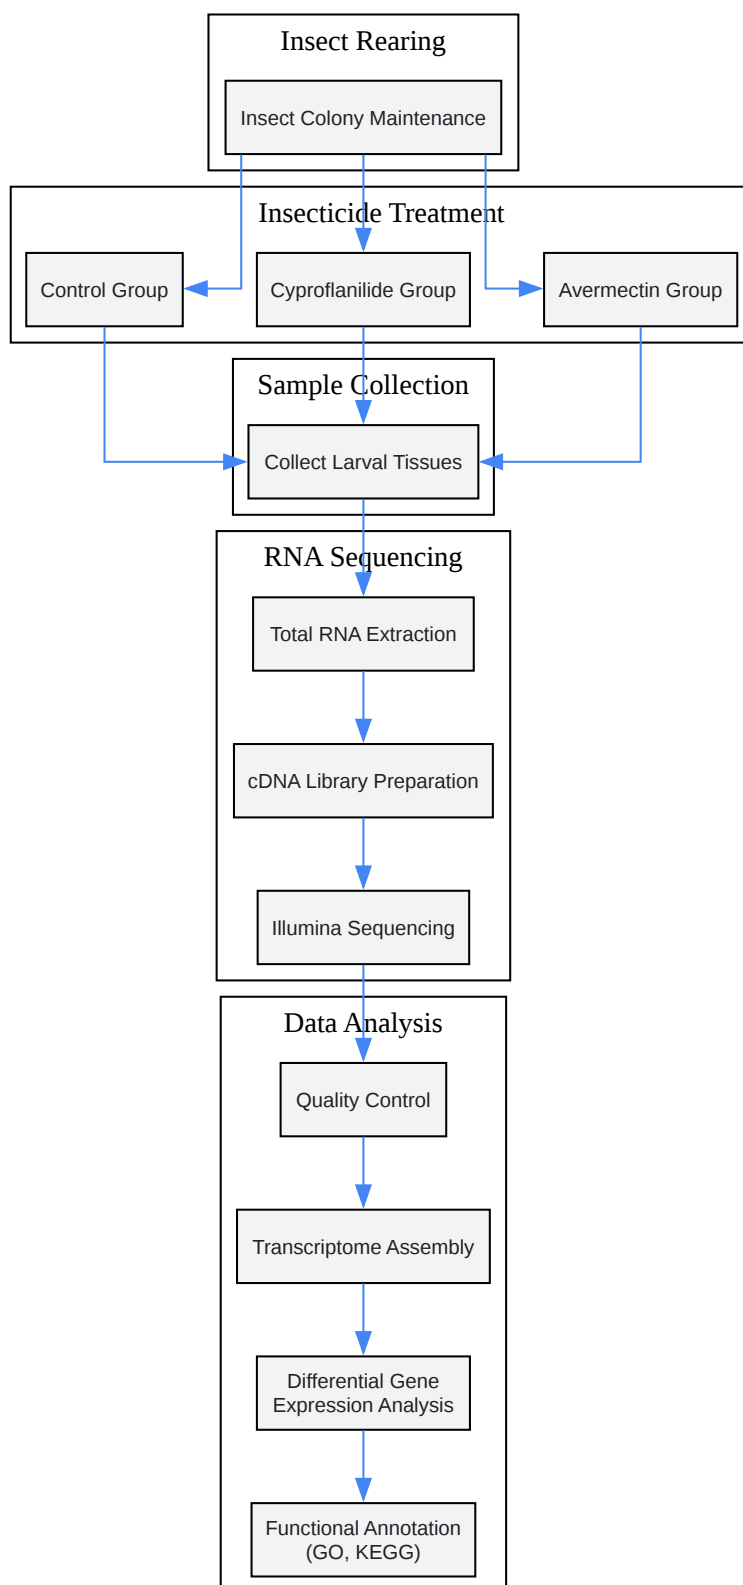 Insect Rearing
Insect Colony Maintenance
Insecticide Treatment
Control Group
Cyproflanilide Group
Avermectin Group
Sample Collection
Collect Larval Tissues
RNA Sequencing
Total RNA Extraction
cDNA Library Preparation
Illumina Sequencing
Data Analysis
Quality Control
Transcriptome Assembly
Differential Gene
Expression Analysis
Functional Annotation
(GO, KEGG)